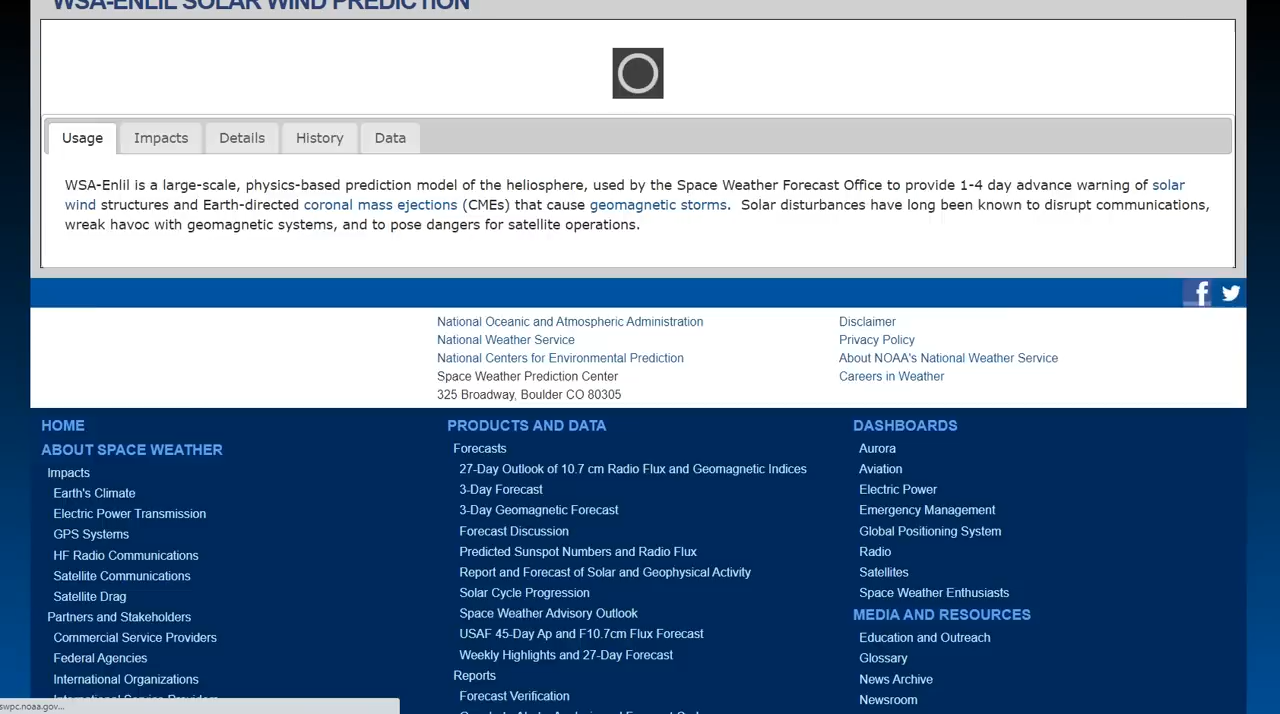 WSA-ENLIL SOLAR WIND PREDICTION
Usage
Impacts
Details
History
Data
WSA-Enlil is a large-scale, physics-based prediction model of the heliosphere, used by the Space Weather Forecast Office to provide 1-4 day advance warning of solar
wind structures and Earth-directed coronal mass ejections (CMEs) that cause geomagnetic storms.  Solar disturbances have long been known to disrupt communications,
wreak havoc with geomagnetic systems, and to pose dangers for satellite operations.
National Oceanic and Atmospheric Administration
National Weather Service
National Centers for Environmental Prediction
Space Weather Prediction Center
325 Broadway, Boulder CO 80305
Disclaimer
Privacy Policy
About NOAA's National Weather Service
Careers in Weather
HOME
ABOUT SPACE WEATHER
Impacts
Earth's Climate
Electric Power Transmission
GPS Systems
HF Radio Communications
Satellite Communications
Satellite Drag
Partners and Stakeholders
Commercial Service Providers
Federal Agencies
International Organizations
International Service Providers
PRODUCTS AND DATA
Forecasts
27-Day Outlook of 10.7 cm Radio Flux and Geomagnetic Indices
3-Day Forecast
3-Day Geomagnetic Forecast
Forecast Discussion
Predicted Sunspot Numbers and Radio Flux
Report and Forecast of Solar and Geophysical Activity
Solar Cycle Progression
Space Weather Advisory Outlook
USAF 45-Day Ap and F10.7cm Flux Forecast
Weekly Highlights and 27-Day Forecast
Reports
Forecast Verification
DASHBOARDS
Aurora
Aviation
Electric Power
Emergency Management
Global Positioning System
Radio
Satellites
Space Weather Enthusiasts
MEDIA AND RESOURCES
Education and Outreach
Glossary
News Archive
Newsroom
swpc.noaa.gov...